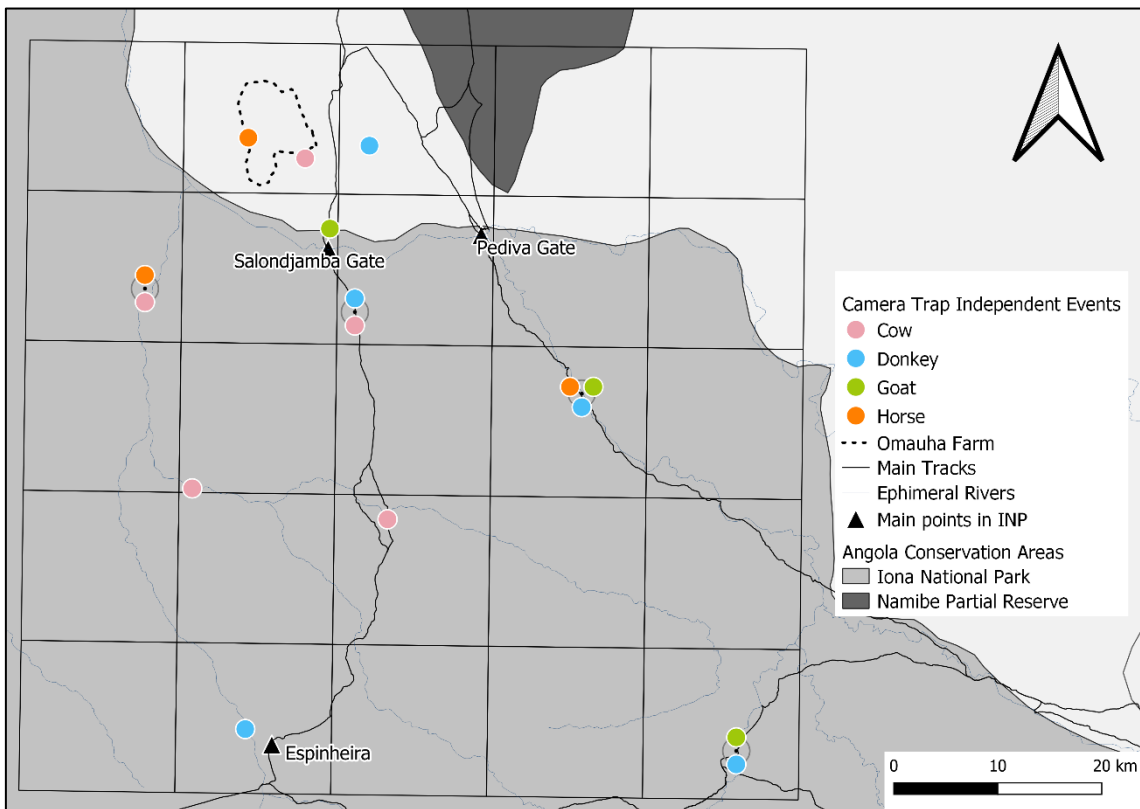 Salondjamba Gate
Pediva Gate
Espinheira
Camera Trap Independent Events
Cow
Donkey
Goat
Horse
Omauha Farm
Main Tracks
Ephimeral Rivers
Main points in INP
Angola Conservation Areas
Iona National Park
Namibe Partial Reserve
0 10 20 km